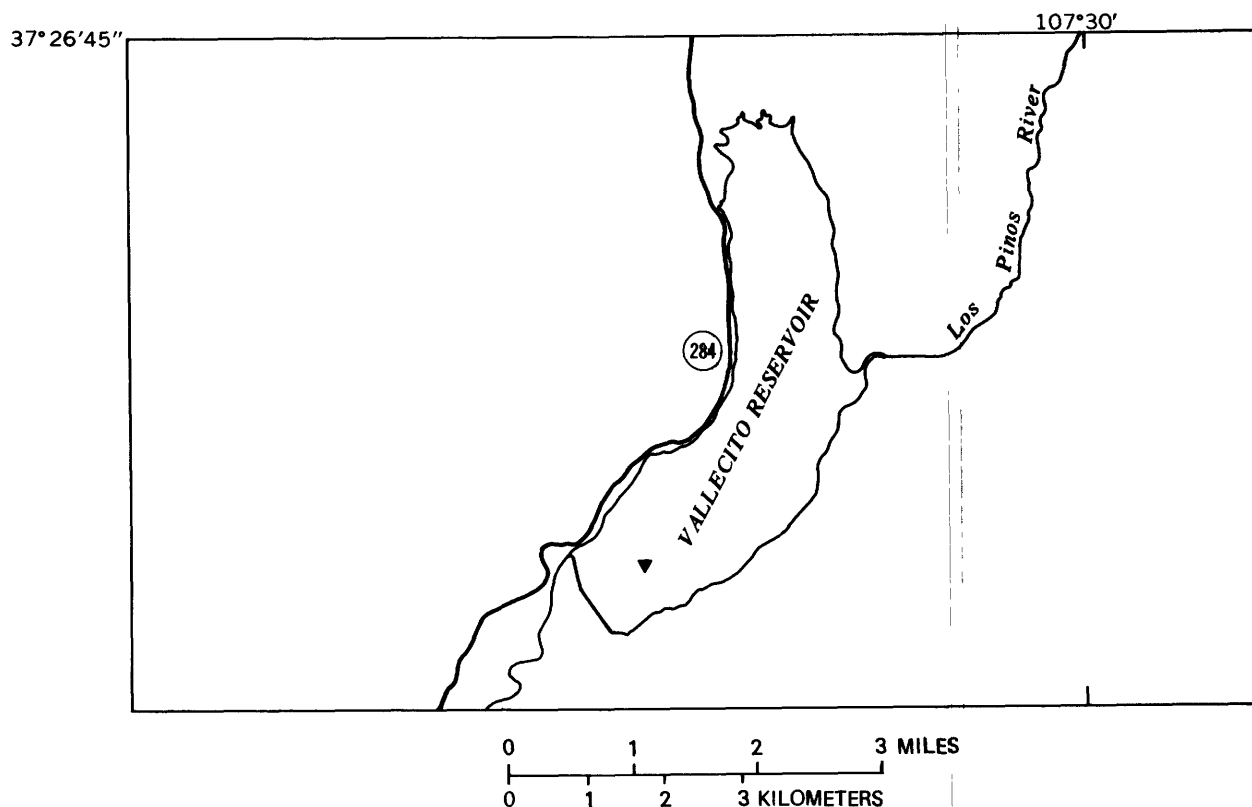 37° 26′45″
107° 30′
Los Pinos River
284
VALLECITO RESERVOIR
0 1 2 3 MILES
0 1 2 3 KILOMETERS